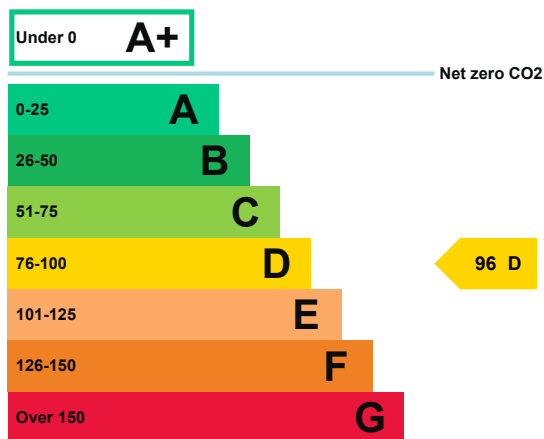 Under 0 A+
Net zero CO2
0-25 A
26-50 B
51-75 C
76-100 D
96 D
101-125 E
126-150 F
Over 150 G